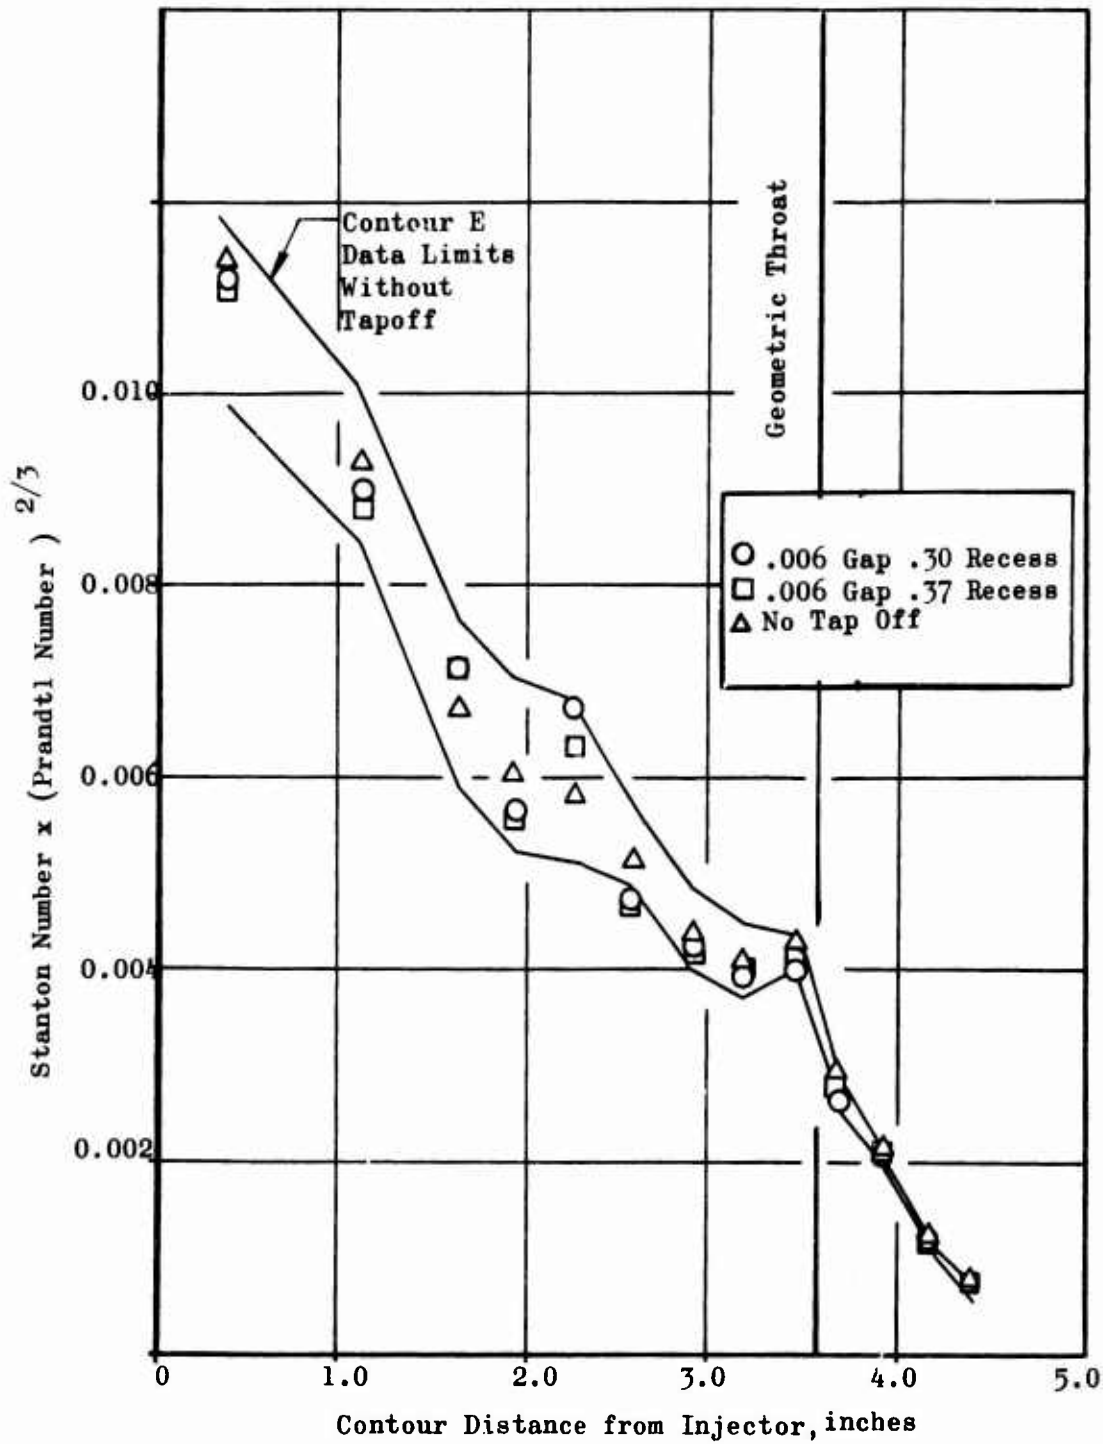 Contour E
Data Limits
Without
Tapoff
Geometric Throat
0.010
0.008
0.006
0.004
0.002
Stanton Number x (Prandtl Number ) 2/3
.006 Gap .30 Recess
.006 Gap .37 Recess
No Tap Off
0 1.0 2.0 3.0 4.0 5.0
Contour Distance from Injector, inches